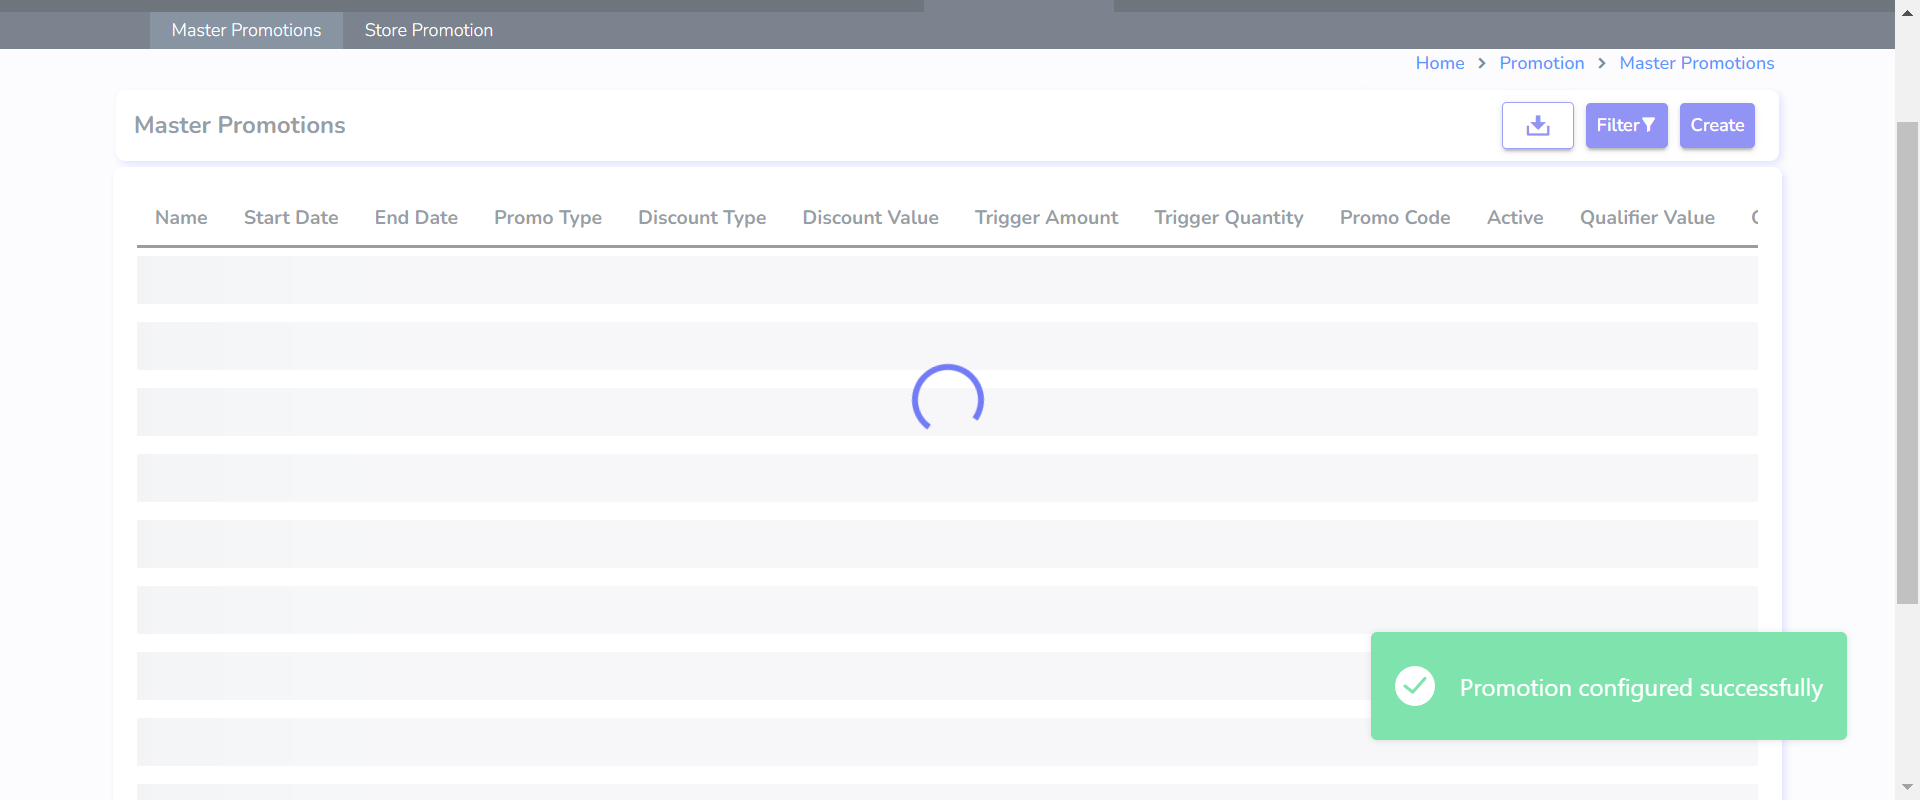 Master Promotions Store Promotion
Home Promotion Master Promotions
Master Promotions Filter Create
Name Start Date End Date Promo Type Discount Type Discount Value Trigger Amount Trigger Quantity Promo Code Active Qualifier Value
Promotion configured successfully